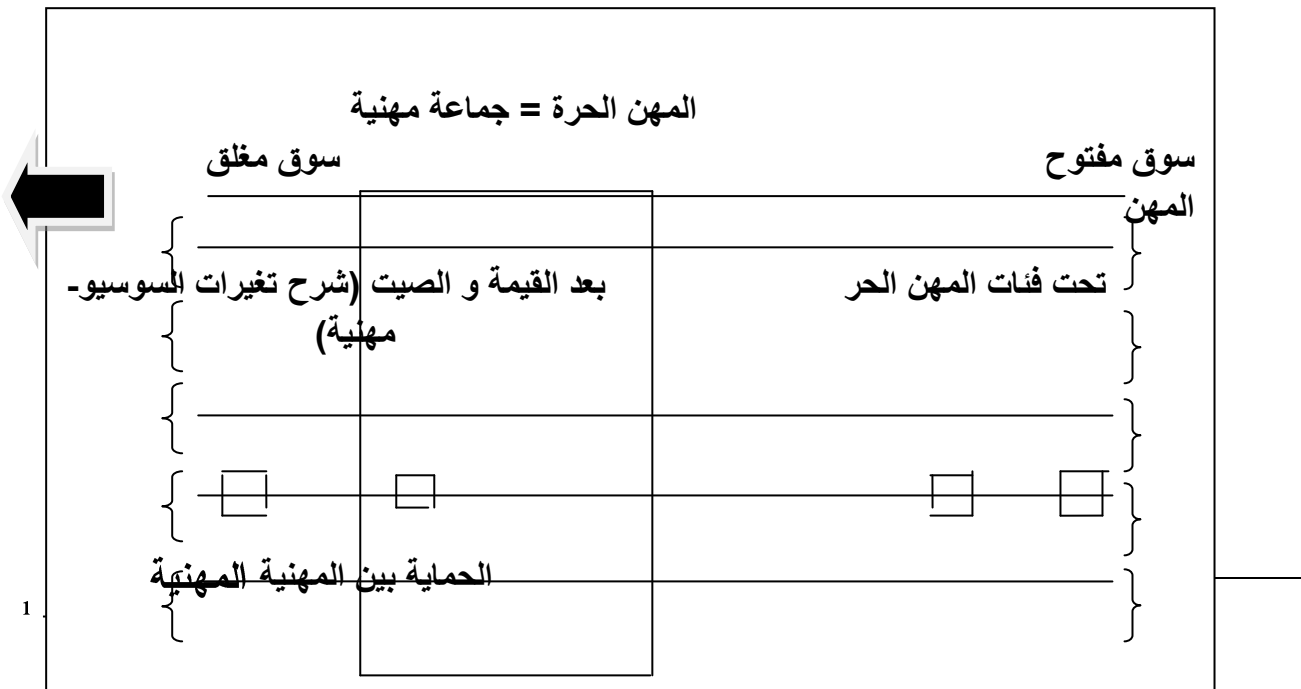 المهن الحرة = جماعة مهنية
سوق مفتوح
سوق مغلق
المهن
تحت فئات المهن الحر
بعد القيمة و الصيت (شرح تغيرات السوسيو-
مهنية)
الحماية بين المهنية المهنية
1 .